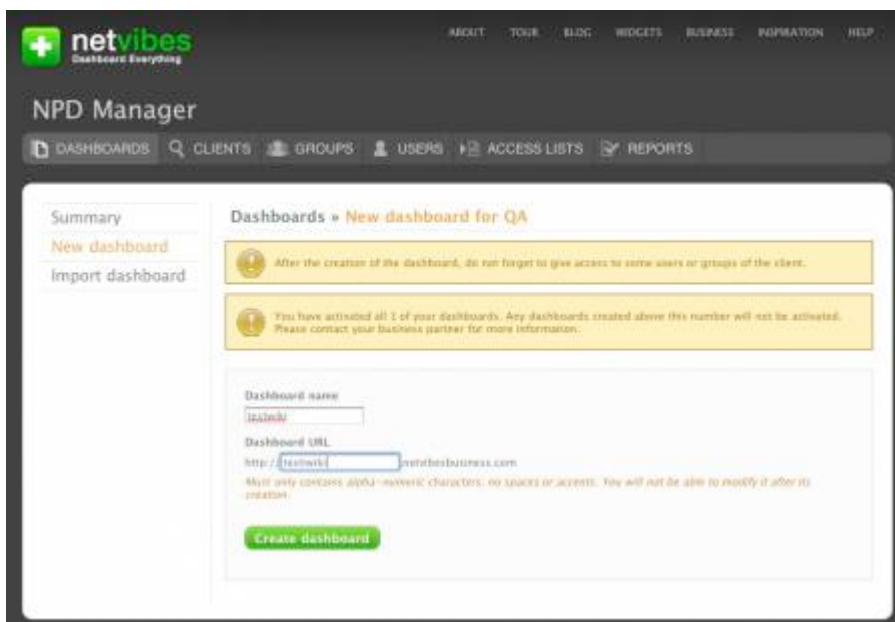 netvibes
Dashboard Everything
ABOUT TOUR BLOG WIDGETS BUSINESS INSPIRATION HELP
NPD Manager
DASHBOARDS CLIENTS GROUPS USERS ACCESS LISTS REPORTS
Summary
New dashboard
Import dashboard
Dashboards » New dashboard for QA
After the creation of the dashboard, do not forget to give access to some users or groups of the client.
You have activated all 1 of your dashboards. Any dashboards created above this number will not be activated.
Please contact your business partner for more information.
Dashboard name
testwiki
Dashboard URL
http:// testwiki .netvibesbusiness.com
Must only contains alpha-numeric characters, no spaces or accents. You will not be able to modify it after its
creation.
Create dashboard